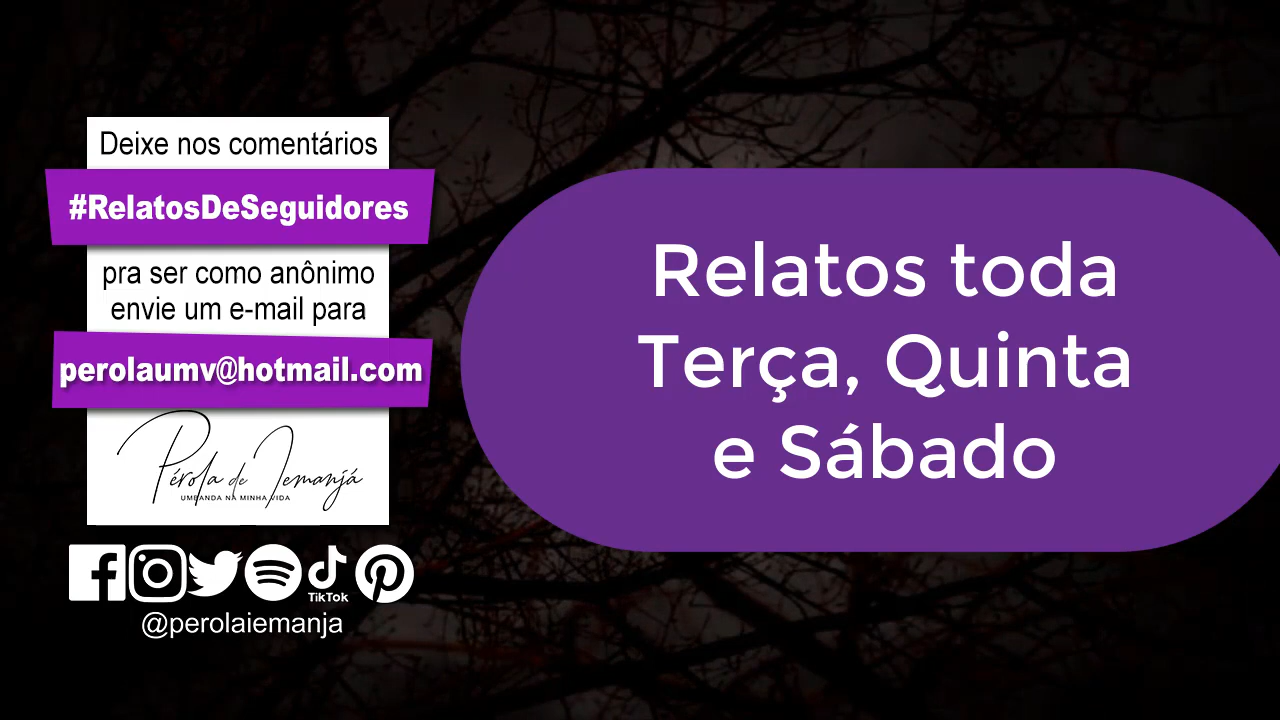 Deixe nos comentários
#RelatosDeSeguidores
pra ser como anônimo
envie um e-mail para
perolaumv@hotmail.com
Pérola de Iemanjá
UMBANDA NA MINHA VIDA
TikTok
@perolaiemanja
Relatos toda
Terça, Quinta
e Sábado